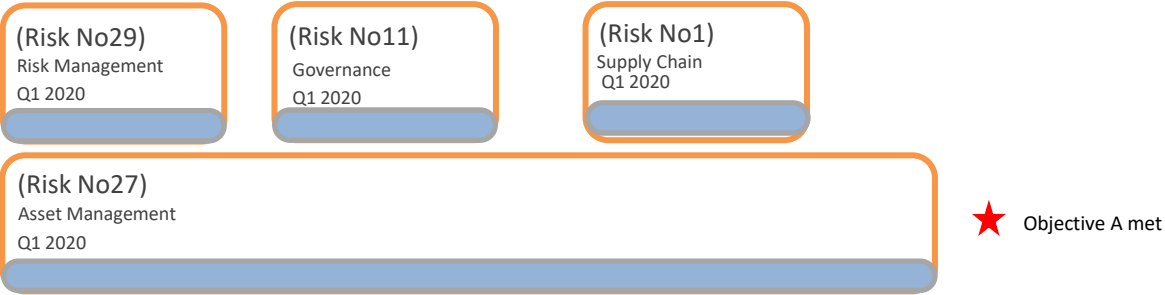 (Risk No29)
Risk Management
Q1 2020
(Risk No11)
Governance
Q1 2020
(Risk No1)
Supply Chain
Q1 2020
(Risk No27)
Asset Management
Q1 2020
Objective A met